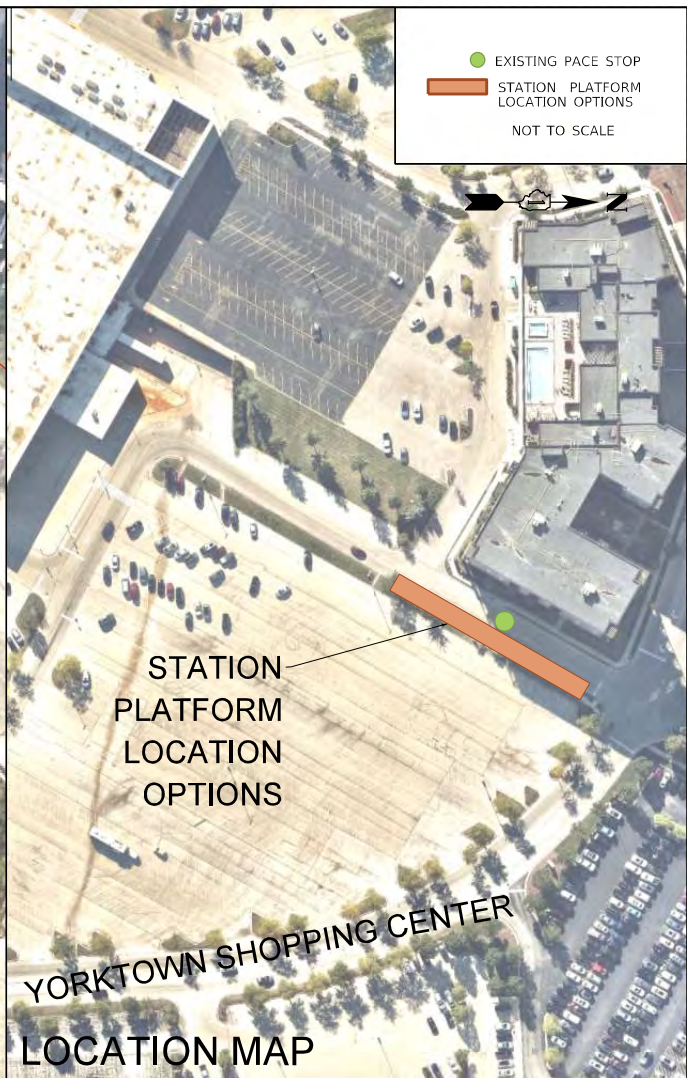 EXISTING PACE STOP
STATION PLATFORM
LOCATION OPTIONS
NOT TO SCALE
N
STATION
PLATFORM
LOCATION
OPTIONS
YORKTOWN SHOPPING CENTER
LOCATION MAP